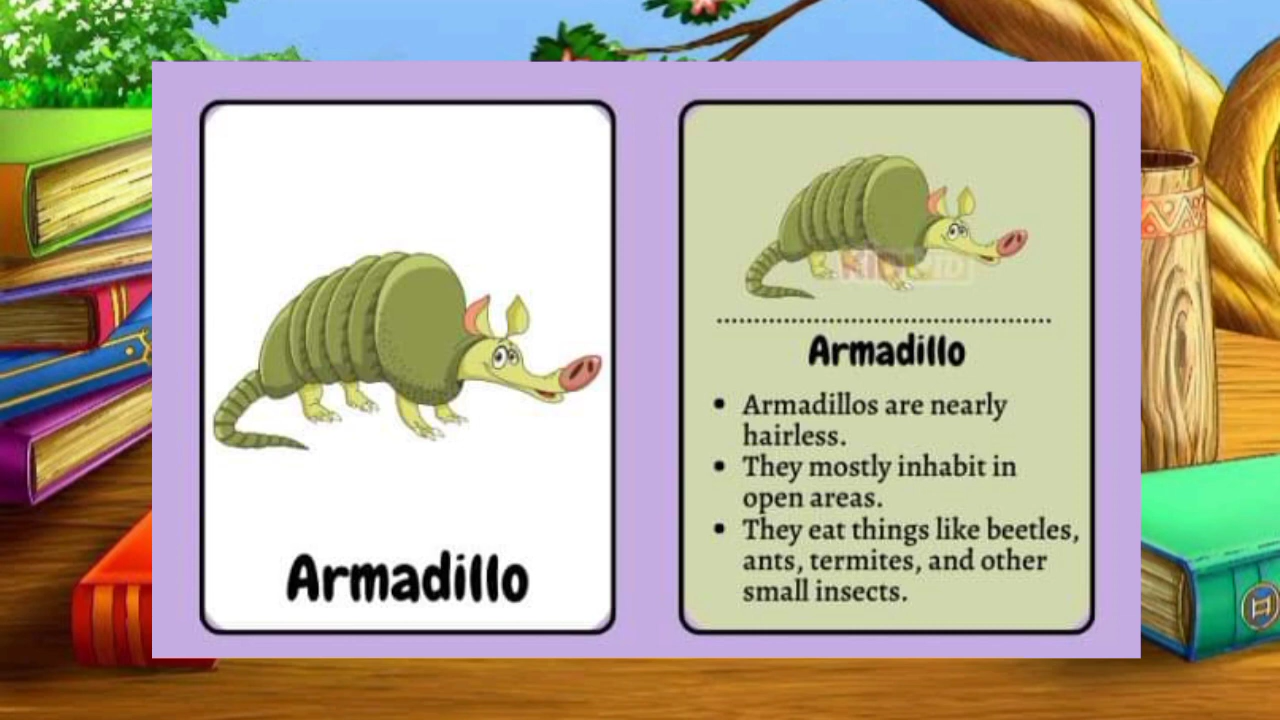 Armadillo
Armadillo
• Armadillos are nearly
hairless.
• They mostly inhabit in
open areas.
• They eat things like beetles,
ants, termites, and other
small insects.